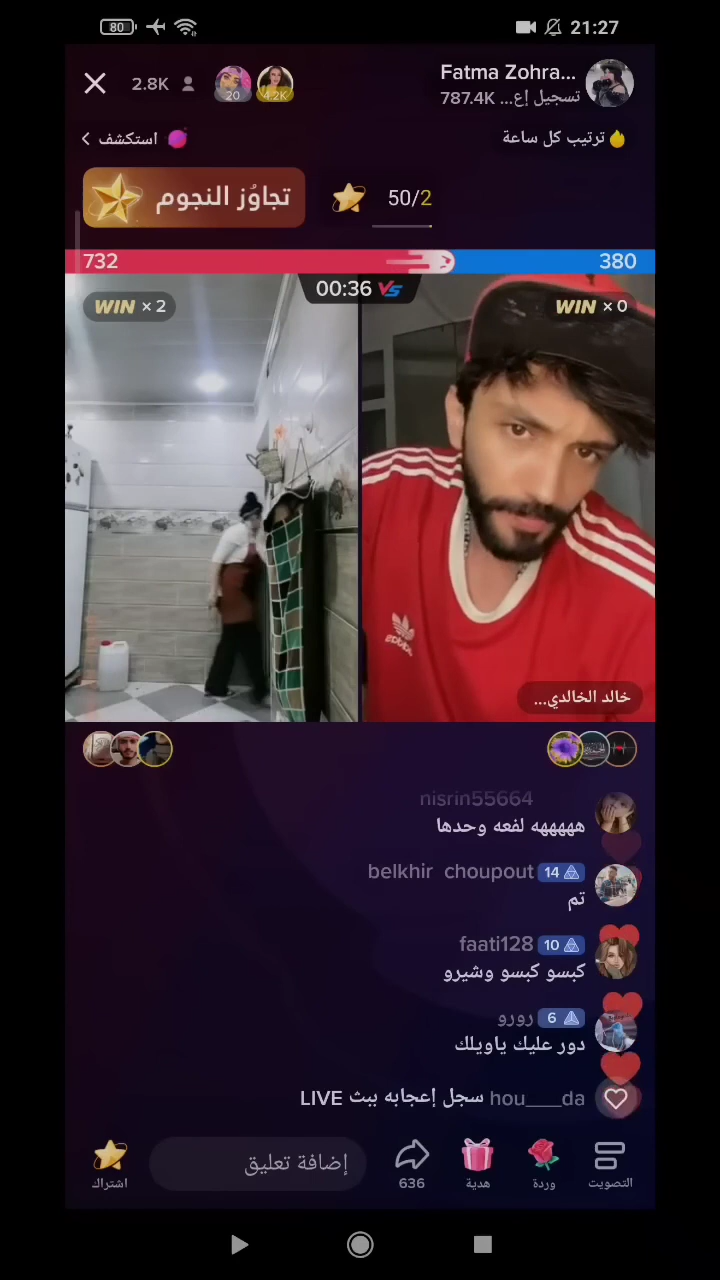 80
21:27
2.8K
20
4.2K
Fatma Zohra...
787.4K تسجيل إع...
استكشف
ترتيب كل ساعة
تجاوُز النجوم
50/2
732
380
00:36 VS
WIN × 2
WIN × 0
adidas
خالد الخالدي...
nisrin55664
هههههه لفعه وحدها
belkhir choupout 14
تم
faati128 10
كبسو كبسو وشيرو
رورو 6
دور عليك ياويلك
hou___da سجل إعجابه ببث LIVE
اشتراك
إضافة تعليق
636
هدية
وردة
التصويت